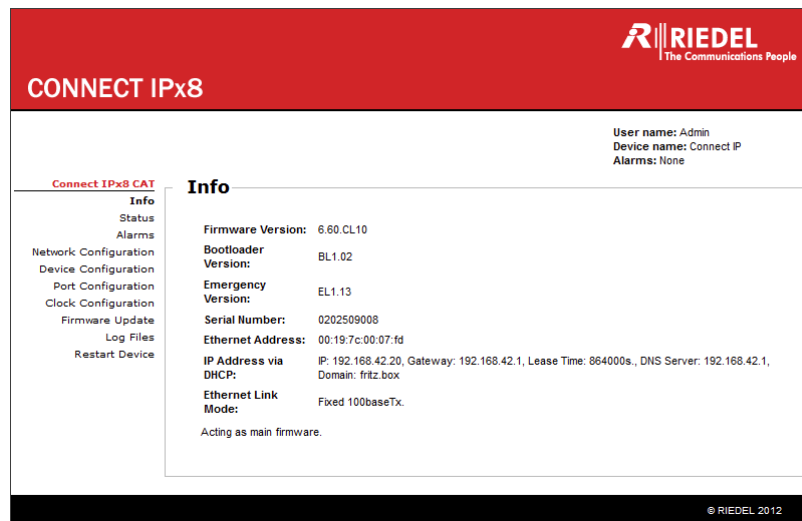 RIEDEL
The Communications People
CONNECT IPx8
User name: Admin
Device name: Connect IP
Alarms: None
Connect IPx8 CAT
Info
Status
Alarms
Network Configuration
Device Configuration
Port Configuration
Clock Configuration
Firmware Update
Log Files
Restart Device
Info
Firmware Version: 6.60.CL10
Bootloader
Version: BL1.02
Emergency
Version: EL1.13
Serial Number: 0202509008
Ethernet Address: 00:19:7c:00:07:fd
IP Address via
DHCP:
IP: 192.168.42.20, Gateway: 192.168.42.1, Lease Time: 864000s., DNS Server: 192.168.42.1,
Domain: fritz.box
Ethernet Link
Mode: Fixed 100baseTx.
Acting as main firmware.
© RIEDEL 2012